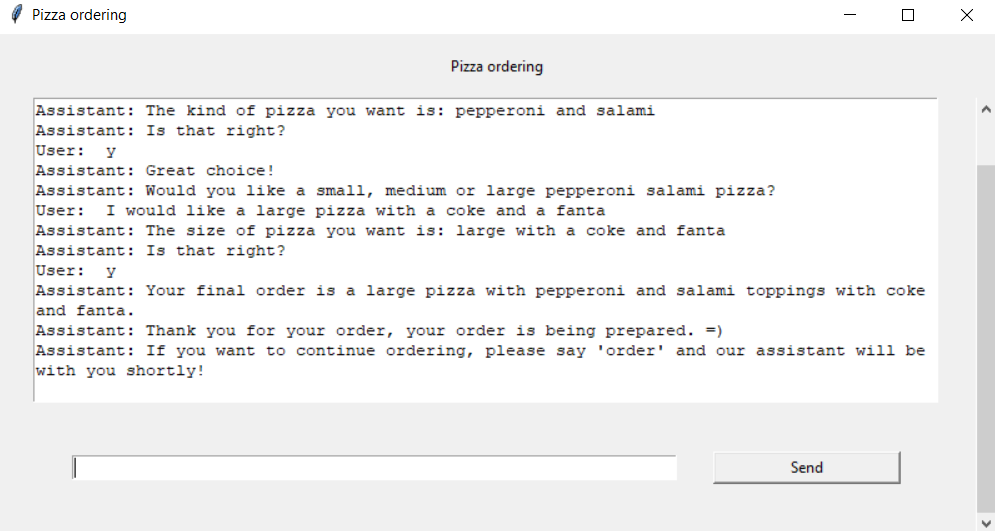 Pizza ordering
Pizza ordering
Assistant: The kind of pizza you want is: pepperoni and salami
Assistant: Is that right?
User:  y
Assistant: Great choice!
Assistant: Would you like a small, medium or large pepperoni salami pizza?
User:  I would like a large pizza with a coke and a fanta
Assistant: The size of pizza you want is: large with a coke and fanta
Assistant: Is that right?
User:  y
Assistant: Your final order is a large pizza with pepperoni and salami toppings with coke
and fanta.
Assistant: Thank you for your order, your order is being prepared. =)
Assistant: If you want to continue ordering, please say 'order' and our assistant will be
with you shortly!
Send